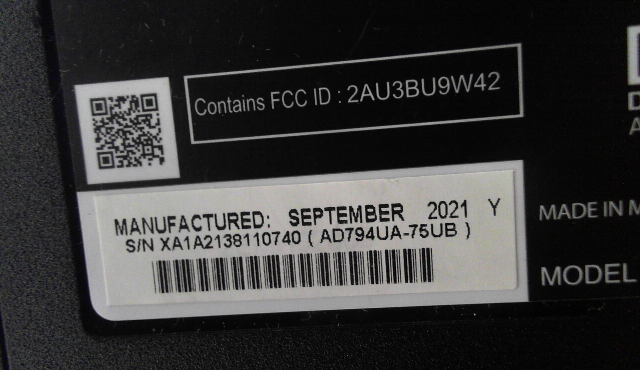 Contains FCC ID : 2AU3BU9W42
MANUFACTURED: SEPTEMBER 2021 Y
S/N XA1A2138110740 ( AD794UA-75UB )
MADE IN
MODEL